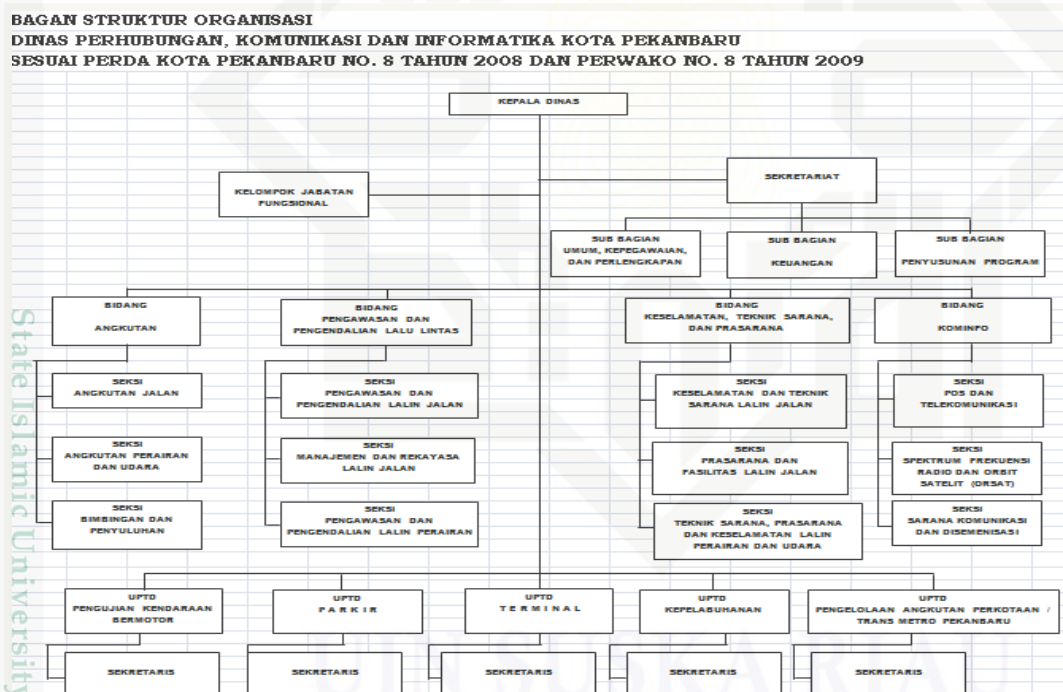 BAGAN STRUKTUR ORGANISASI
DINAS PERHUBUNGAN, KOMUNIKASI DAN INFORMATIKA KOTA PEKANBARU
SESUAI PERDA KOTA PEKANBARU NO. 8 TAHUN 2008 DAN PERWAKO NO. 8 TAHUN 2009
KEPALA DINAS
KELOMPOK JABATAN
FUNGSIONAL
SEKRETARIAT
SUB BAGIAN
UMUM, KEPEGAWAIAN,
DAN PERLENGKAPAN
SUB BAGIAN
KEUANGAN
SUB BAGIAN
PENYUSUNAN PROGRAM
BIDANG
ANGKUTAN
BIDANG
PENGAWASAN DAN
PENGENDALIAN LALU LINTAS
BIDANG
KESELAMATAN, TEKNIK SARANA,
DAN PRASARANA
BIDANG
KOMINFO
SEKSI
ANGKUTAN JALAN
SEKSI
ANGKUTAN PERAIRAN
DAN UDARA
SEKSI
BIMBINGAN DAN
PENYULUHAN
SEKSI
PENGAWASAN DAN
PENGENDALIAN LALIN JALAN
SEKSI
MANAJEMEN DAN REKAYASA
LALIN JALAN
SEKSI
PENGAWASAN DAN
PENGENDALIAN LALIN PERAIRAN
SEKSI
KESELAMATAN DAN TEKNIK
SARANA LALIN JALAN
SEKSI
PRASARANA DAN
FASILITAS LALIN JALAN
SEKSI
TEKNIK SARANA, PRASARANA
DAN KESELAMATAN LALIN
PERAIRAN DAN UDARA
SEKSI
POS DAN
TELEKOMUNIKASI
SEKSI
SPEKTRUM FREKUENSI
RADIO DAN ORBIT
SATELIT (ORSAT)
SEKSI
SARANA KOMUNIKASI
DAN DISEMENISASI
UPTD
PENGUJIAN KENDARAAN
BERMOTOR
UPTD
P A R K I R
UPTD
T E R M I N A L
UPTD
KEPELABUHANAN
UPTD
PENGELOLAAN ANGKUTAN PERKOTAAN /
TRANS METRO PEKANBARU
SEKRETARIS
SEKRETARIS
SEKRETARIS
SEKRETARIS
SEKRETARIS
State Islamic University
UIN SUSKA RIAU